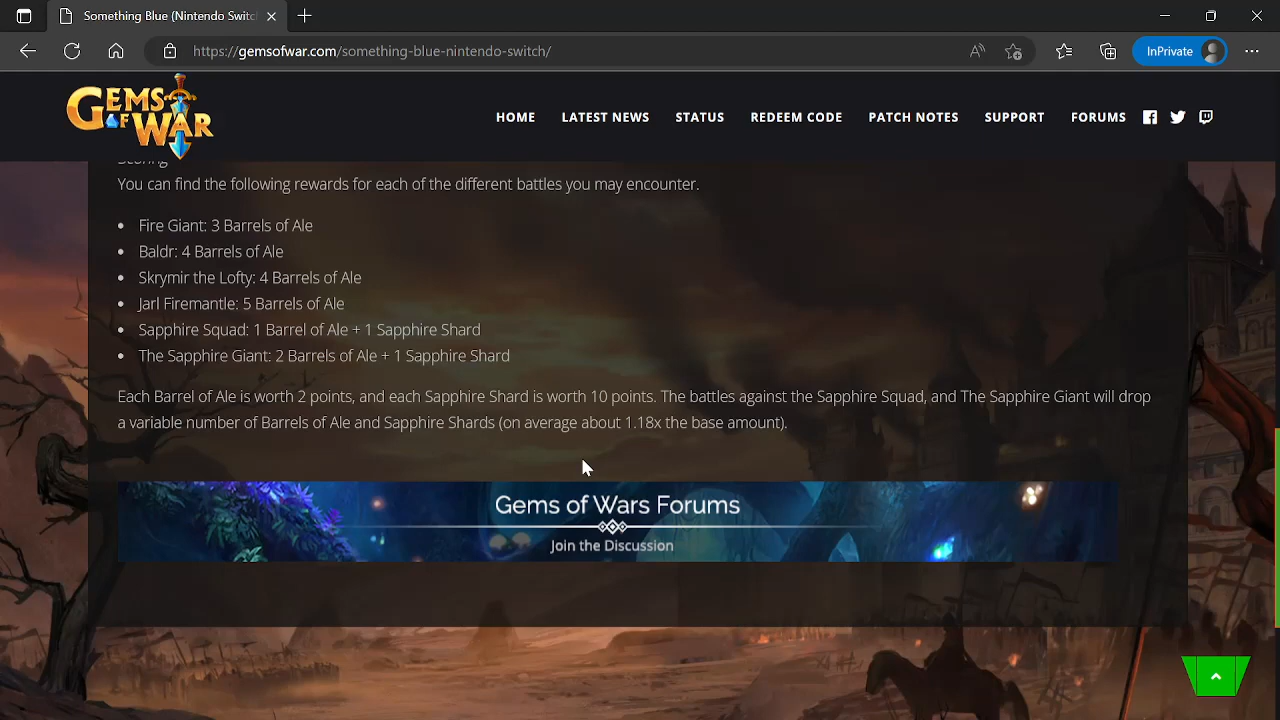 Something Blue (Nintendo Switc
https://gemsofwar.com/something-blue-nintendo-switch/
InPrivate
GEMS OF WAR
HOME LATEST NEWS STATUS REDEEM CODE PATCH NOTES SUPPORT FORUMS
Scoring
You can find the following rewards for each of the different battles you may encounter.
• Fire Giant: 3 Barrels of Ale
• Baldr: 4 Barrels of Ale
• Skrymir the Lofty: 4 Barrels of Ale
• Jarl Firemantle: 5 Barrels of Ale
• Sapphire Squad: 1 Barrel of Ale + 1 Sapphire Shard
• The Sapphire Giant: 2 Barrels of Ale + 1 Sapphire Shard
Each Barrel of Ale is worth 2 points, and each Sapphire Shard is worth 10 points. The battles against the Sapphire Squad, and The Sapphire Giant will drop
a variable number of Barrels of Ale and Sapphire Shards (on average about 1.18x the base amount).
Gems of Wars Forums
Join the Discussion